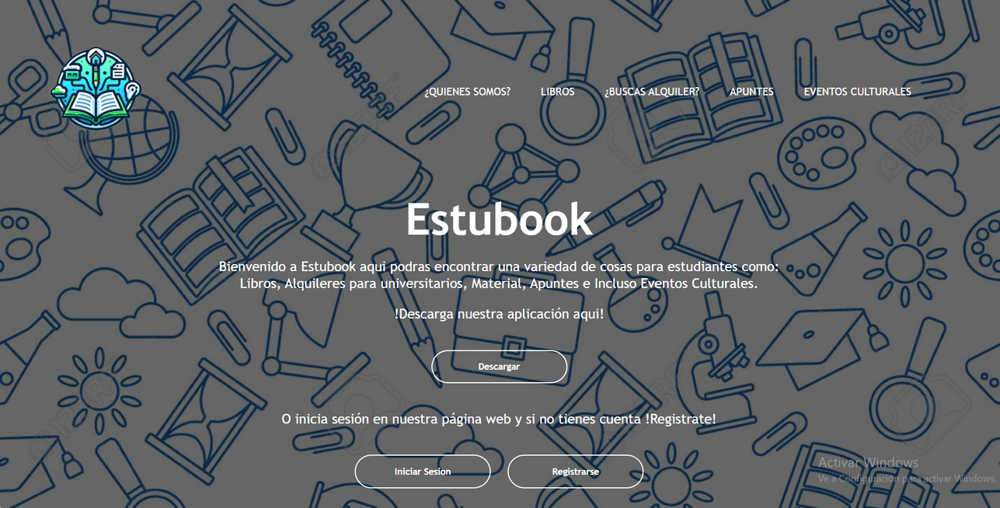 ¿QUIENES SOMOS? LIBROS ¿BUSCAS ALQUILER? APUNTES EVENTOS CULTURALES
Estubook
Bienvenido a Estubook aqui podras encontrar una variedad de cosas para estudiantes como:
Libros, Alquileres para universitarios, Material, Apuntes e Incluso Eventos Culturales.
!Descarga nuestra aplicación aqui!
Descargar
O inicia sesión en nuestra página web y si no tienes cuenta !Registrate!
Iniciar Sesion Registrarse
Activar Windows
Ve a Configuración para activar Windows.